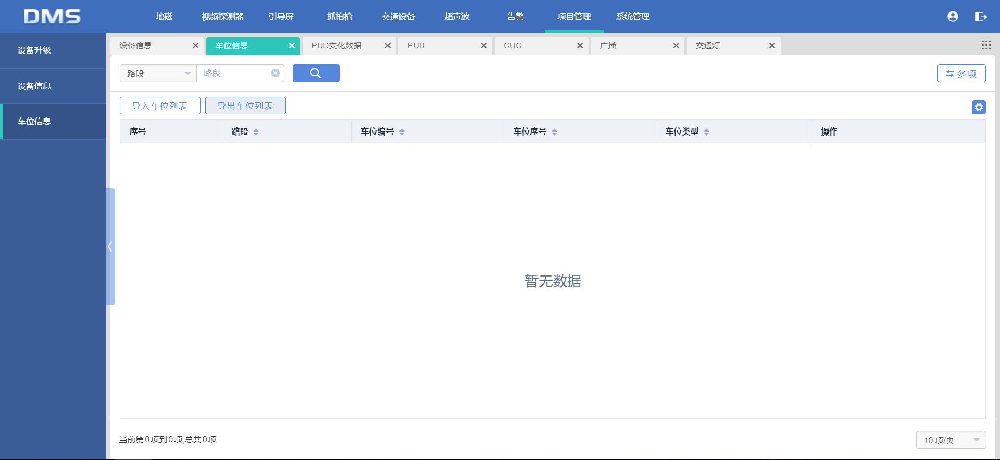 DMS 地磁 视频探测器 引导屏 抓拍枪 交通设备 超声波 告警 项目管理 系统管理
设备升级
设备信息
车位信息
设备信息 车位信息 PUD变化数据 PUD CUC 广播 交通灯
路段 路段 多项
导入车位列表 导出车位列表
序号 路段 车位编号 车位序号 车位类型 操作
暂无数据
当前第0项到0项,总共0项 10 项/页